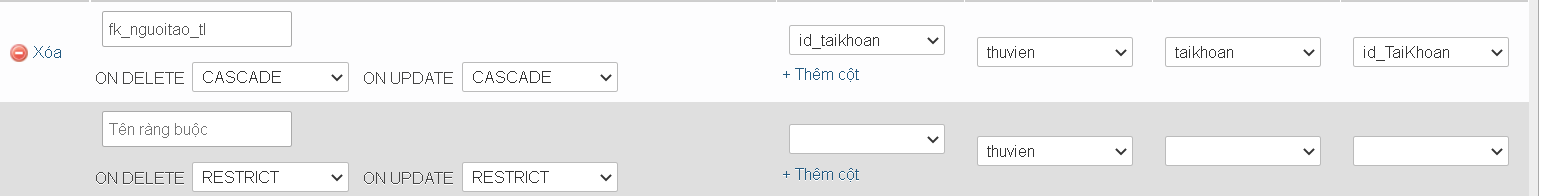 fk_nguoitao_tl
Xóa
id_taikhoan
thuvien
taikhoan
id_TaiKhoan
ON DELETE CASCADE ON UPDATE CASCADE
+ Thêm cột
Tên ràng buộc
thuvien
ON DELETE RESTRICT ON UPDATE RESTRICT
+ Thêm cột